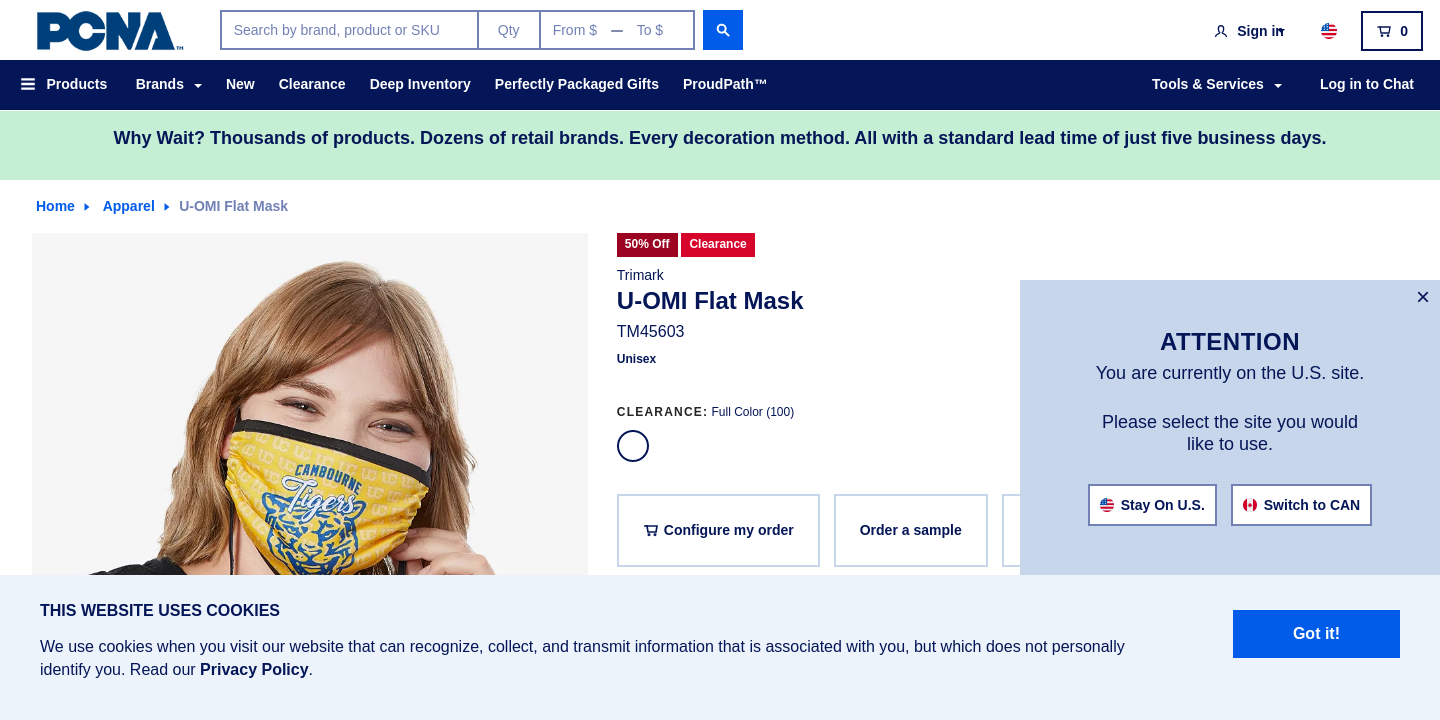 PCNA™
Search by brand, product or SKU
Qty
From $ — To $
Sign in
0
Products
Brands
New
Clearance
Deep Inventory
Perfectly Packaged Gifts
ProudPath™
Tools & Services
Log in to Chat
Why Wait? Thousands of products. Dozens of retail brands. Every decoration method. All with a standard lead time of just five business days.
Home
Apparel
U-OMI Flat Mask
50% Off
Clearance
Trimark
U-OMI Flat Mask
TM45603
Unisex
CLEARANCE: Full Color (100)
Configure my order
Order a sample
CAMBOURNE
Tigers
×
ATTENTION
You are currently on the U.S. site.
Please select the site you would
like to use.
Stay On U.S.
Switch to CAN
THIS WEBSITE USES COOKIES
We use cookies when you visit our website that can recognize, collect, and transmit information that is associated with you, but which does not personally
identify you. Read our Privacy Policy.
Got it!